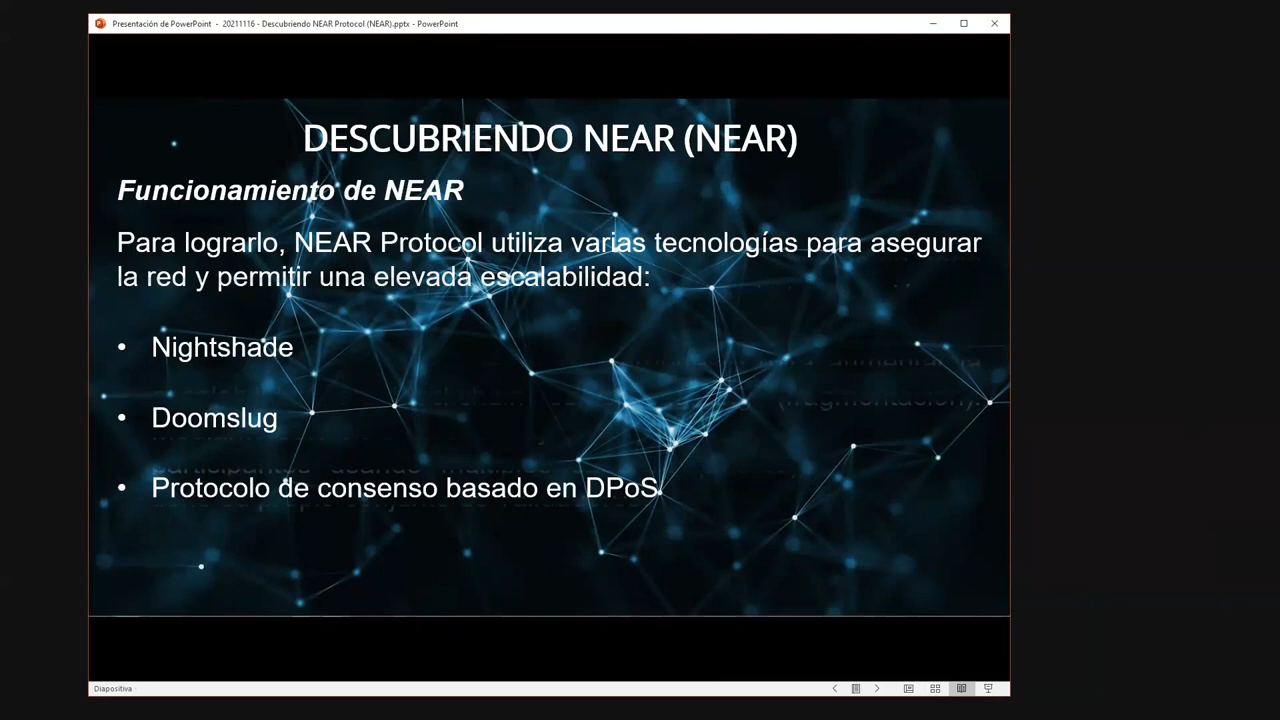 Presentación de PowerPoint - 20211116 - Descubriendo NEAR Protocol (NEAR).pptx - PowerPoint
DESCUBRIENDO NEAR (NEAR)
Funcionamiento de NEAR
Para lograrlo, NEAR Protocol utiliza varias tecnologías para asegurar
la red y permitir una elevada escalabilidad:
• Nightshade
• Doomslug
• Protocolo de consenso basado en DPoS
Diapositiva